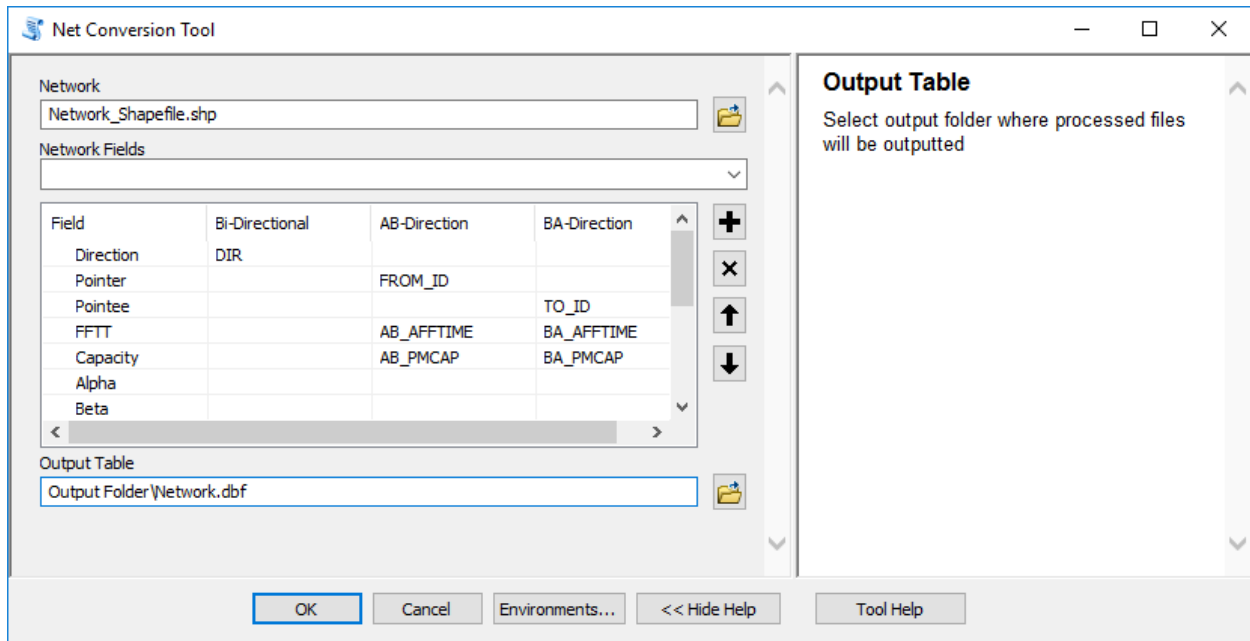 Net Conversion Tool
Network
Network_Shapefile.shp
Network Fields
Field Bi-Directional AB-Direction BA-Direction
Direction DIR
Pointer FROM_ID
Pointee TO_ID
FFTT AB_AFFTIME BA_AFFTIME
Capacity AB_PMCAP BA_PMCAP
Alpha
Beta
Output Table
Output Folder\Network.dbf
Output Table
Select output folder where processed files
will be outputted
OK Cancel Environments... << Hide Help Tool Help